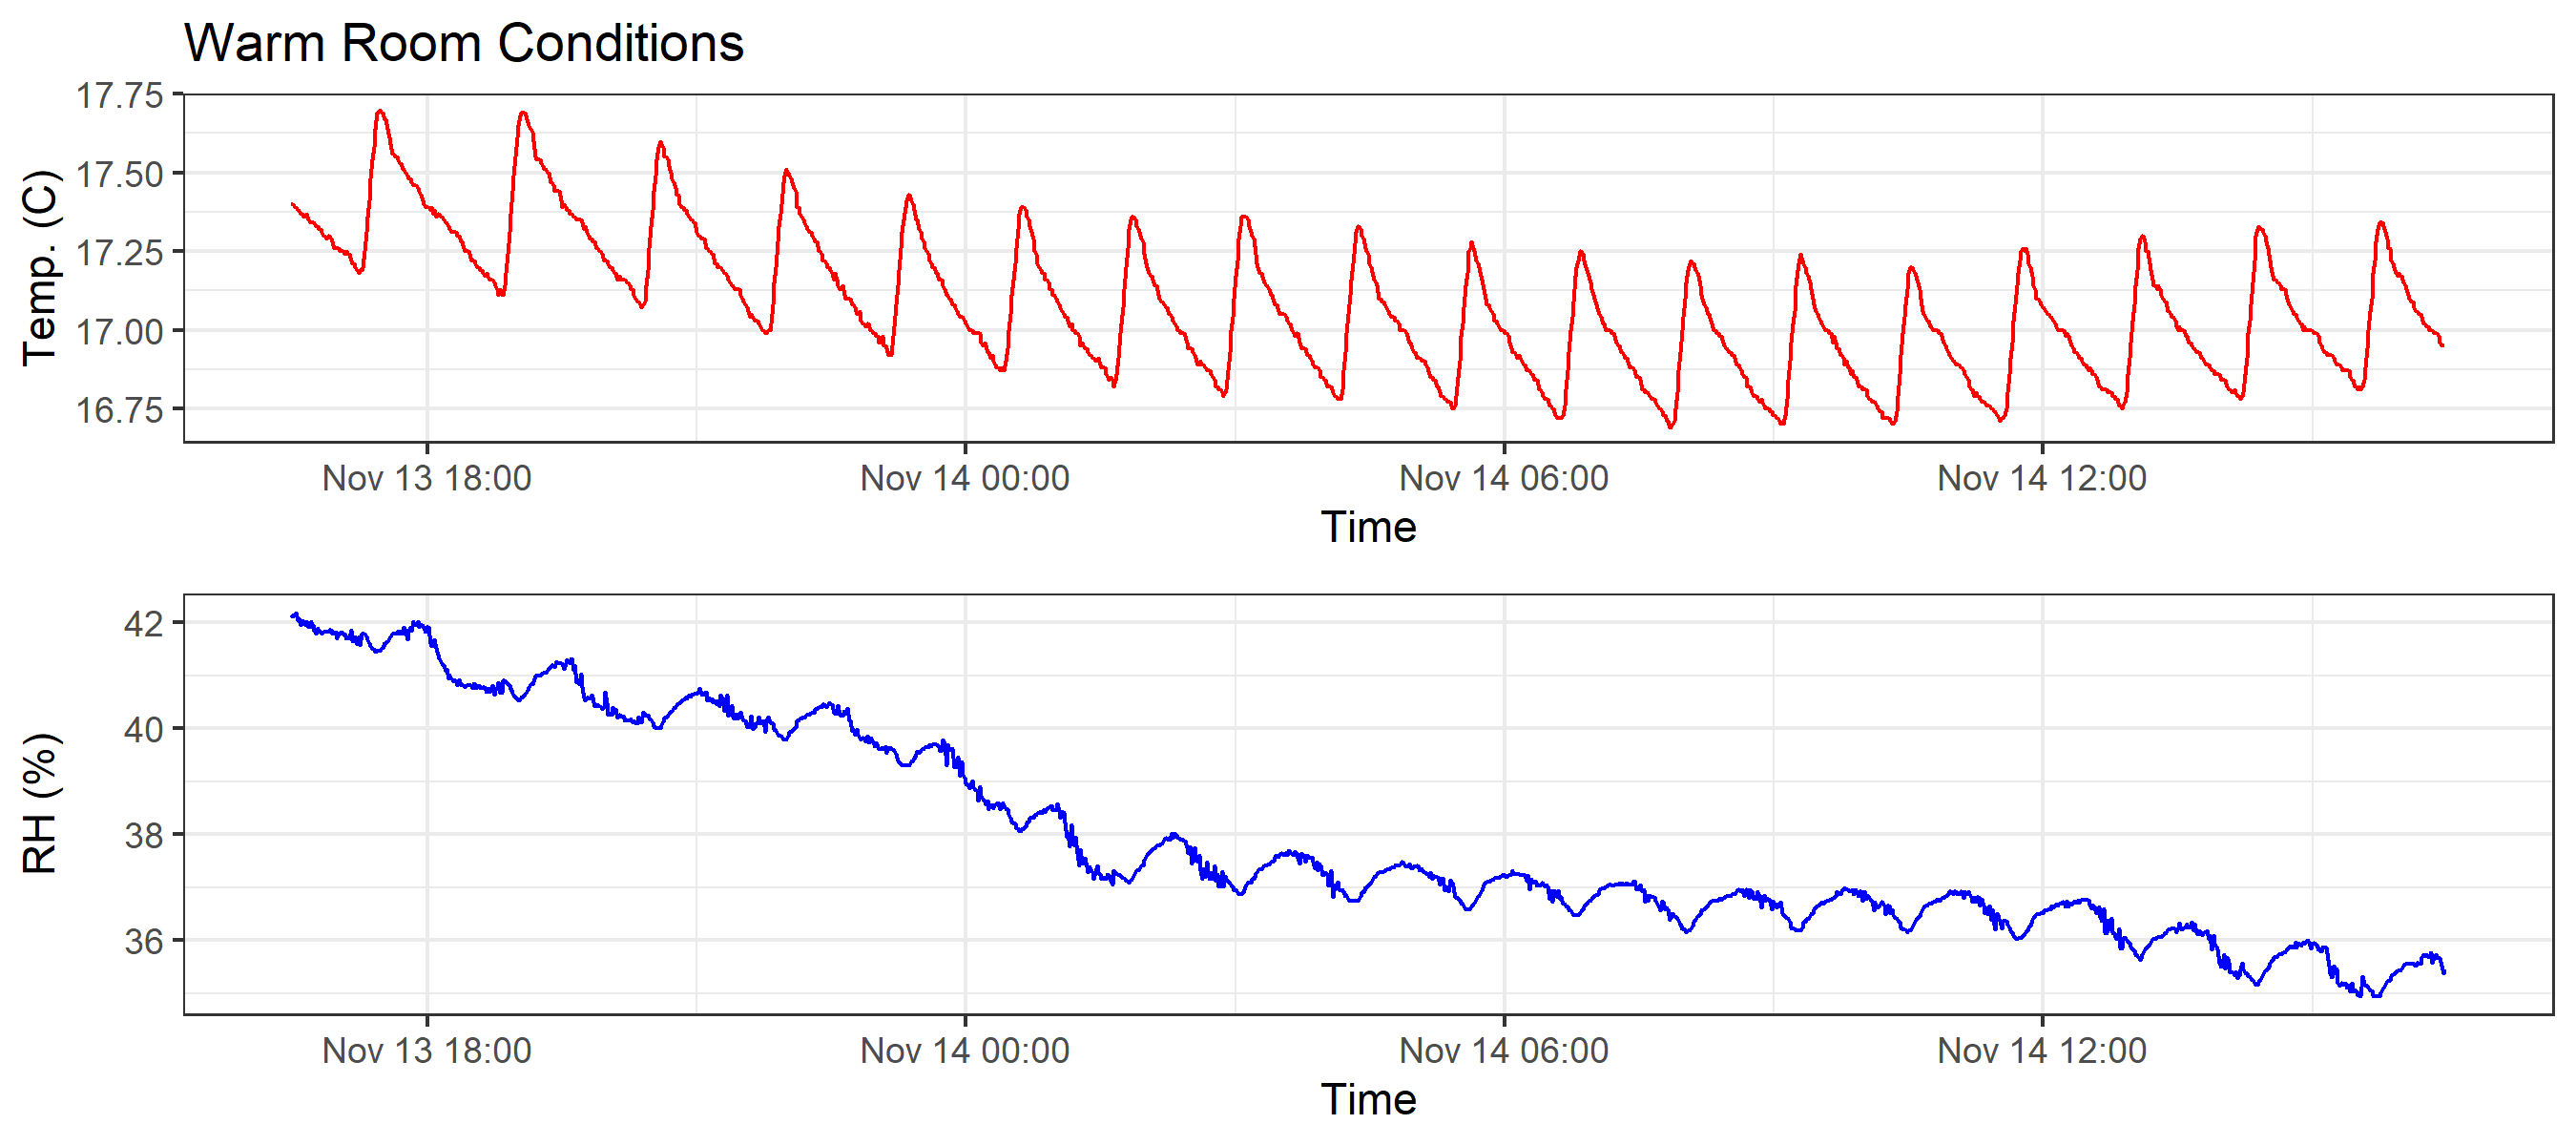 Warm Room Conditions
Temp. (C)
17.75
17.50
17.25
17.00
16.75
Nov 13 18:00 Nov 14 00:00 Nov 14 06:00 Nov 14 12:00
Time
RH (%)
42
40
38
36
Nov 13 18:00 Nov 14 00:00 Nov 14 06:00 Nov 14 12:00
Time